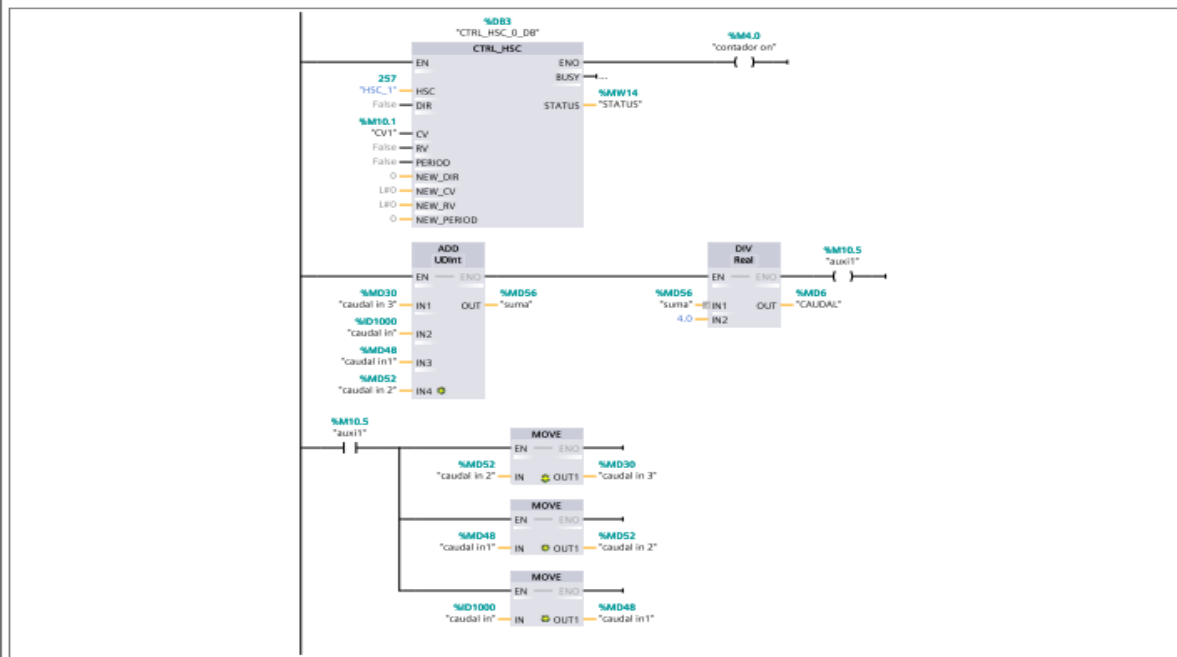 %DB3
"CTRL_HSC_0_DB"
CTRL_HSC
%M4.0
"contador on"
EN ENO
BUSY ...
257
"HSC_1" HSC
%MW14
False DIR STATUS "STATUS"
%M10.1
"CV1" CV
False RV
False PERIOD
0 NEW_DIR
L#0 NEW_CV
L#0 NEW_RV
0 NEW_PERIOD
ADD
UDInt
DIV
Real
%M10.5
"auxi1"
EN ENO EN ENO
%MD30 %MD56 %MD56 %MD6
"caudal in 3" IN1 OUT "suma" "suma" IN1 OUT "CAUDAL"
%ID1000
"caudal in" IN2
4.0 IN2
%MD48
"caudal in1" IN3
%MD52
"caudal in 2" IN4
%M10.5
"auxi1"
MOVE
EN ENO
%MD52 %MD30
"caudal in 2" IN OUT1 "caudal in 3"
MOVE
EN ENO
%MD48 %MD52
"caudal in1" IN OUT1 "caudal in 2"
MOVE
EN ENO
%ID1000 %MD48
"caudal in" IN OUT1 "caudal in1"